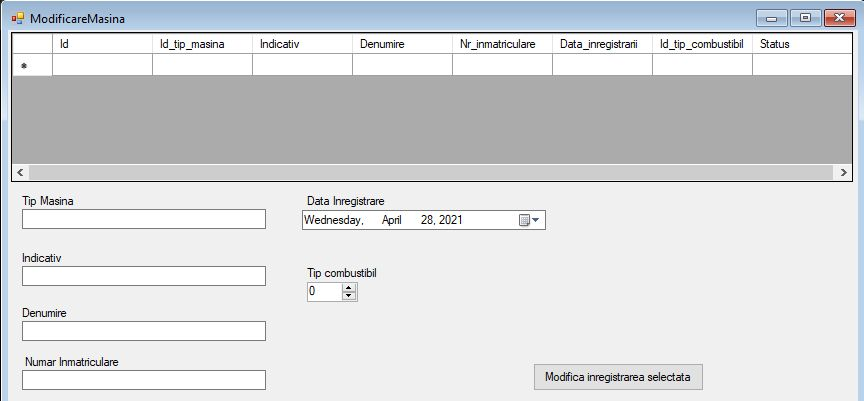 ModificareMasina
Id Id_tip_masina Indicativ Denumire Nr_inmatriculare Data_inregistrarii Id_tip_combustibil Status
Tip Masina
Data Inregistrare
Wednesday, April 28, 2021
Indicativ
Tip combustibil
0
Denumire
Numar Inmatriculare
Modifica inregistrarea selectata